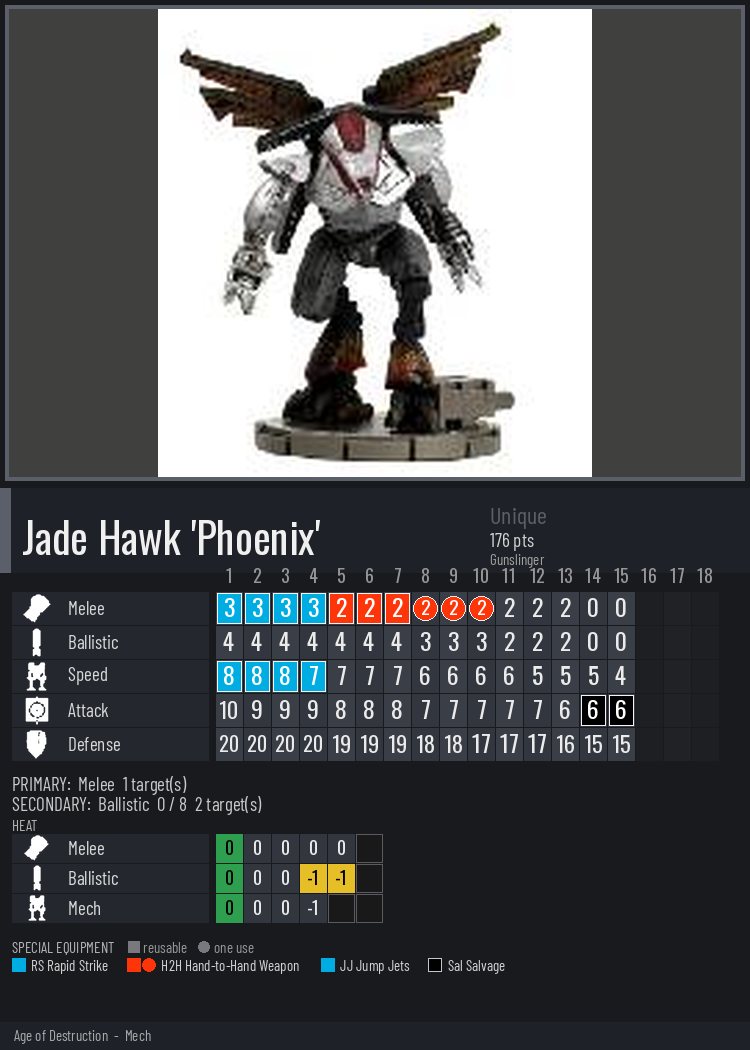 Jade Hawk 'Phoenix'
Unique
176 pts
Gunslinger
1 2 3 4 5 6 7 8 9 10 11 12 13 14 15 16 17 18
Melee 3 3 3 3 2 2 2 2 2 2 2 2 2 0 0
Ballistic 4 4 4 4 4 4 4 3 3 3 2 2 2 0 0
Speed 8 8 8 7 7 7 7 6 6 6 6 5 5 5 4
Attack 10 9 9 9 8 8 8 7 7 7 7 7 6 6 6
Defense 20 20 20 20 19 19 19 18 18 17 17 17 16 15 15
PRIMARY: Melee 1 target(s)
SECONDARY: Ballistic 0 / 8 2 target(s)
HEAT
Melee 0 0 0 0 0
Ballistic 0 0 0 -1 -1
Mech 0 0 0 -1
SPECIAL EQUIPMENT reusable one use
RS Rapid Strike H2H Hand-to-Hand Weapon JJ Jump Jets Sal Salvage
Age of Destruction - Mech